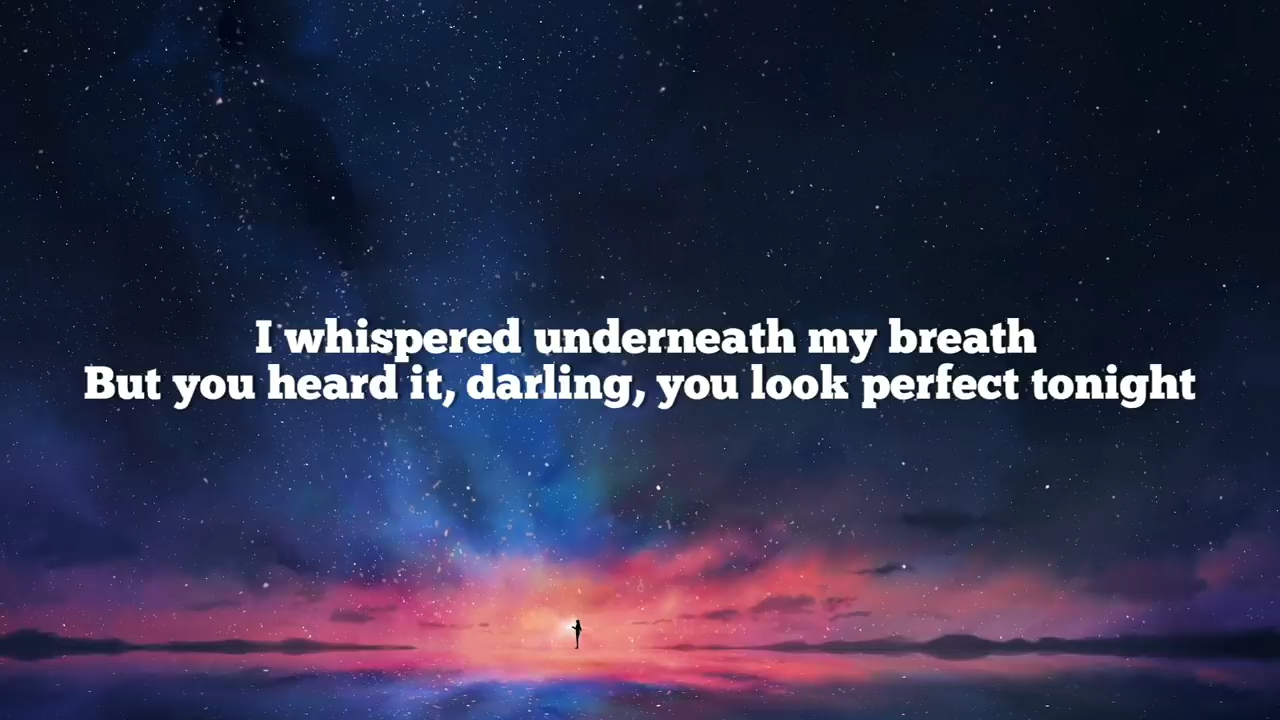 I whispered underneath my breath
But you heard it, darling, you look perfect tonight